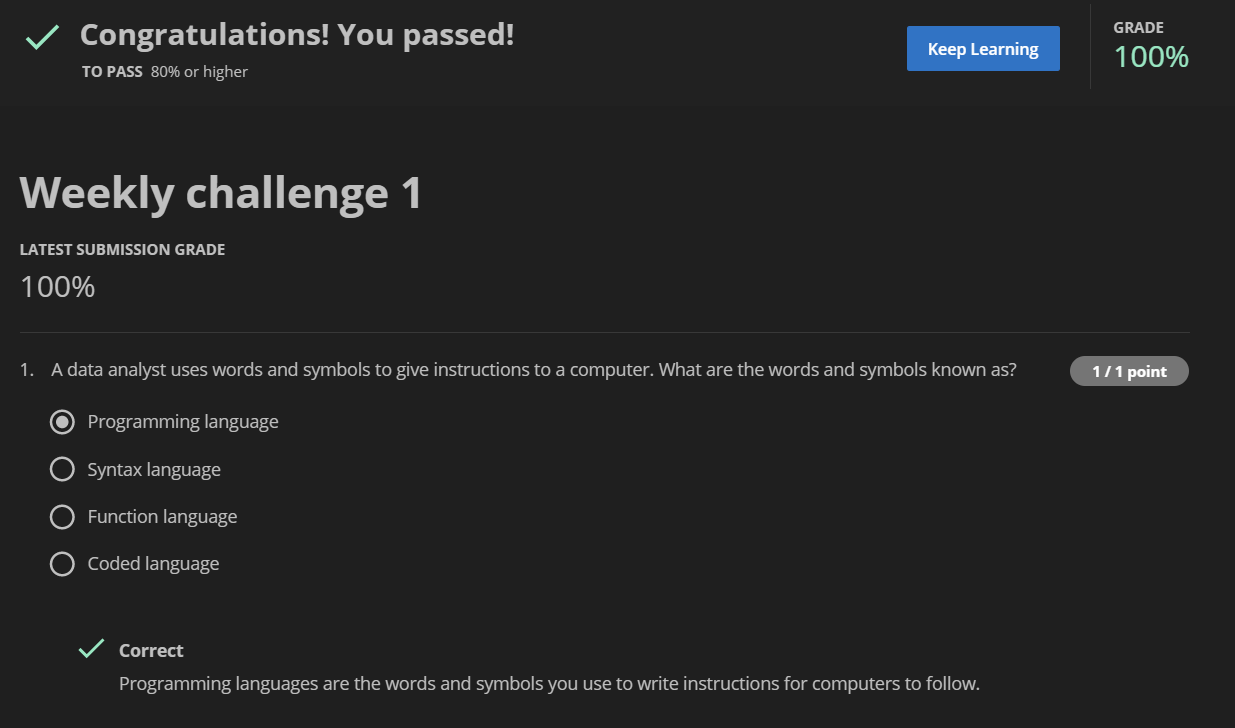 Congratulations! You passed!
TO PASS 80% or higher
Keep Learning
GRADE
100%
Weekly challenge 1
LATEST SUBMISSION GRADE
100%
1. A data analyst uses words and symbols to give instructions to a computer. What are the words and symbols known as?
1 / 1 point
Programming language
Syntax language
Function language
Coded language
Correct
Programming languages are the words and symbols you use to write instructions for computers to follow.